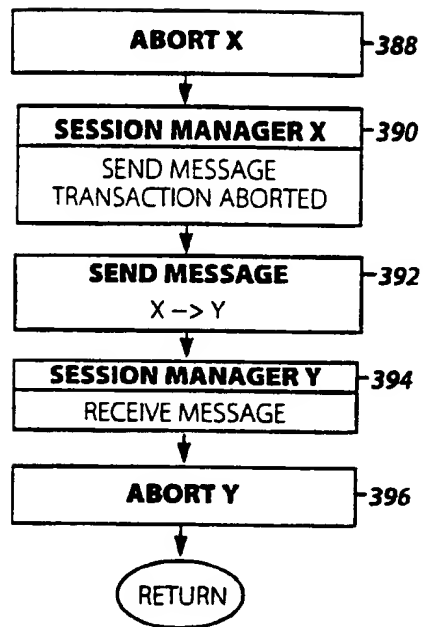 ABORT X 388
SESSION MANAGER X 390
SEND MESSAGE
TRANSACTION ABORTED
SEND MESSAGE 392
X -> Y
SESSION MANAGER Y 394
RECEIVE MESSAGE
ABORT Y 396
RETURN